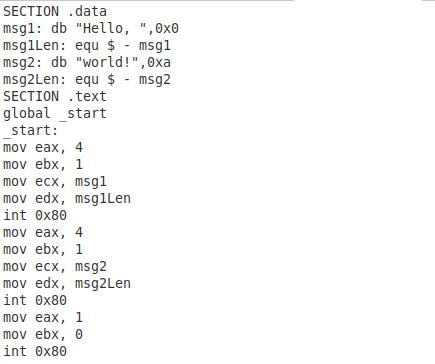 SECTION .data
msg1: db "Hello, ",0x0
msg1Len: equ $ - msg1
msg2: db "world!",0xa
msg2Len: equ $ - msg2
SECTION .text
global _start
_start:
mov eax, 4
mov ebx, 1
mov ecx, msg1
mov edx, msg1Len
int 0x80
mov eax, 4
mov ebx, 1
mov ecx, msg2
mov edx, msg2Len
int 0x80
mov eax, 1
mov ebx, 0
int 0x80